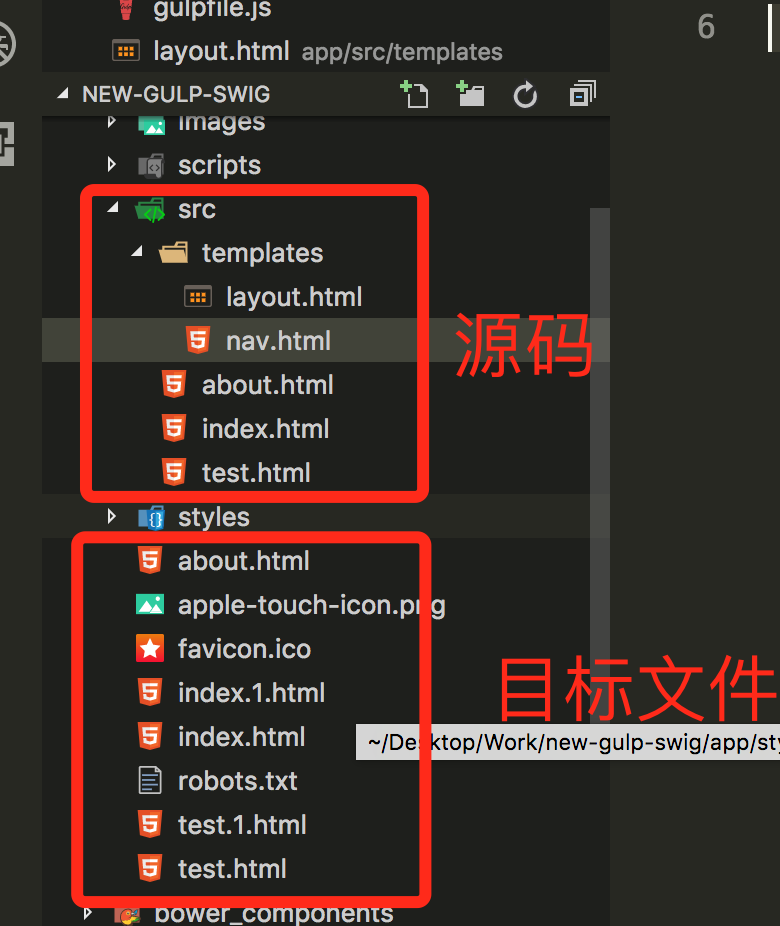 gulpfile.js
6
layout.html app/src/templates
NEW-GULP-SWIG
images
scripts
src
templates
layout.html
nav.html
源码
about.html
index.html
test.html
styles
about.html
apple-touch-icon.png
favicon.ico
index.1.html
目标文件
index.html
~/Desktop/Work/new-gulp-swig/app/sty
robots.txt
test.1.html
test.html
bower_components